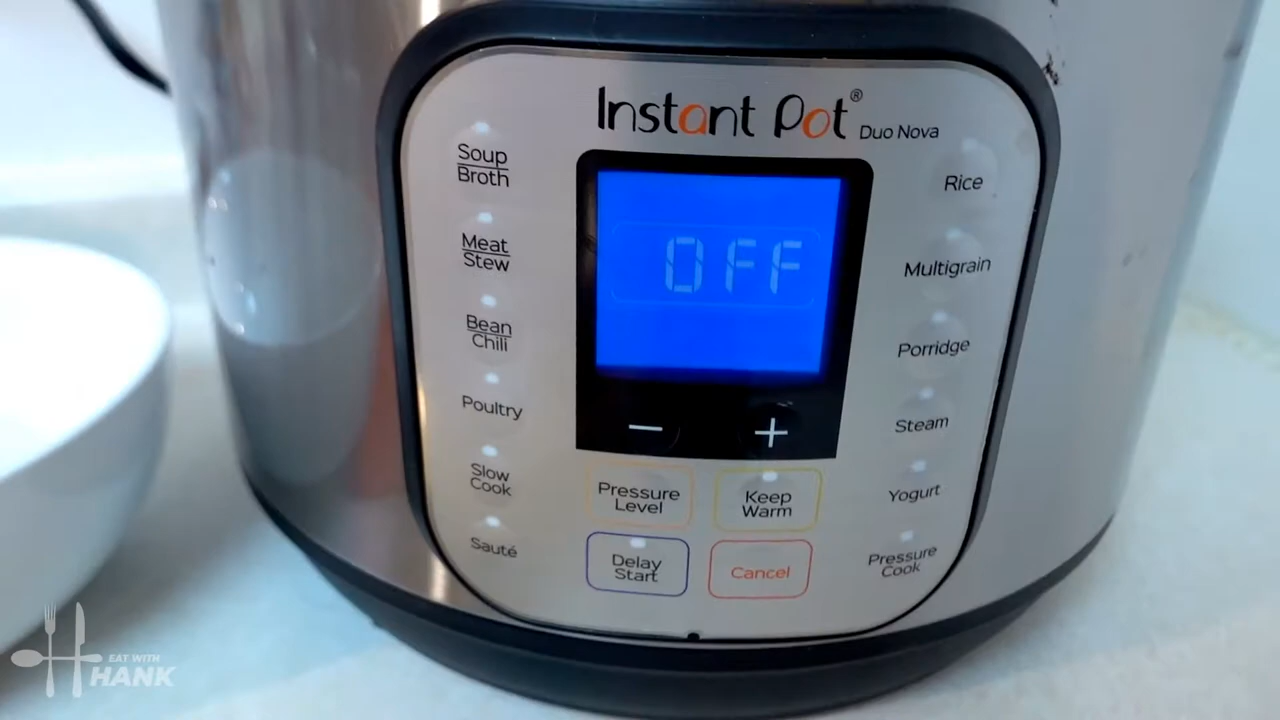 Instant Pot® Duo Nova
Soup
Broth
Meat
Stew
Bean
Chili
Poultry
Slow
Cook
Sauté
OFF
− +
Pressure
Level
Keep
Warm
Delay
Start
Cancel
Rice
Multigrain
Porridge
Steam
Yogurt
Pressure
Cook
EAT WITH
HANK